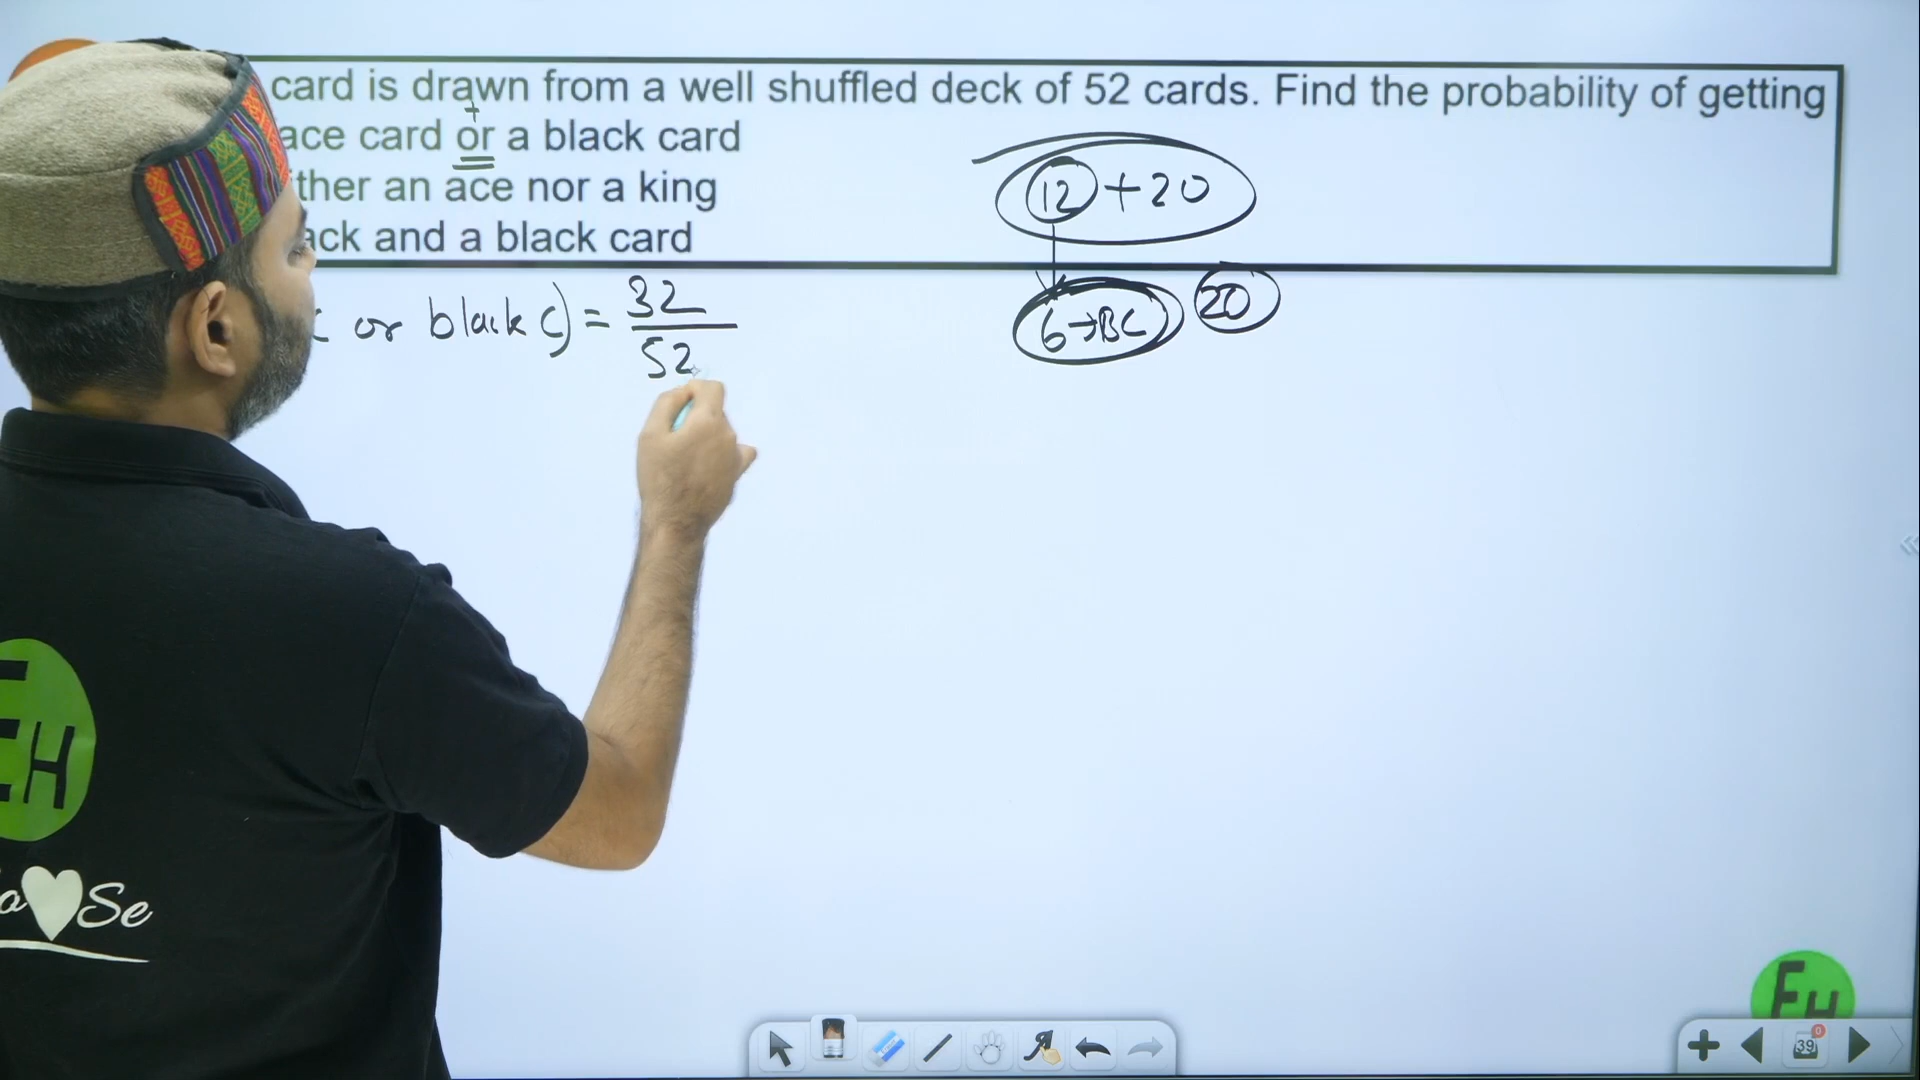 card is drawn from a well shuffled deck of 52 cards. Find the probability of getting
ace card or a black card
ther an ace nor a king
ack and a black card
+
12 + 20
6→BC 20
or black c) = 32
52
EH
Se
EH
39
0